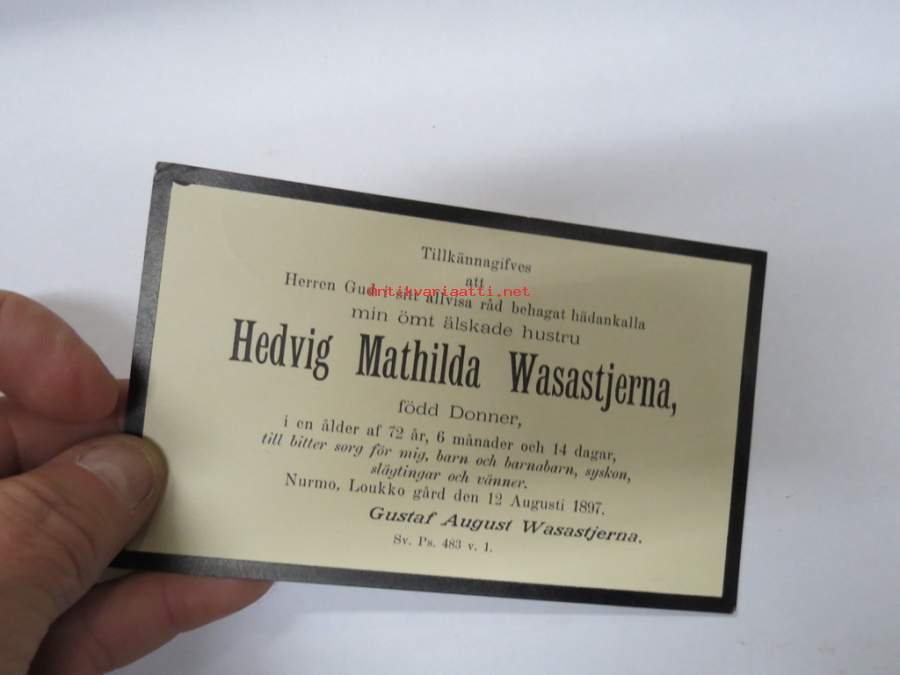 Tillkännagifves
att
Herren Gud i sitt allvisa råd behagat hädankalla
min ömt älskade hustru
Hedvig Mathilda Wasastjerna,
född Donner,
i en ålder af 72 år, 6 månader och 14 dagar,
till bitter sorg för mig, barn och barnabarn, syskon,
slägtingar och vänner.
Nurmo, Loukko gård den 12 Augusti 1897.
Gustaf August Wasastjerna.
Sv. Ps. 483 v. 1.
antikvariaatti.net